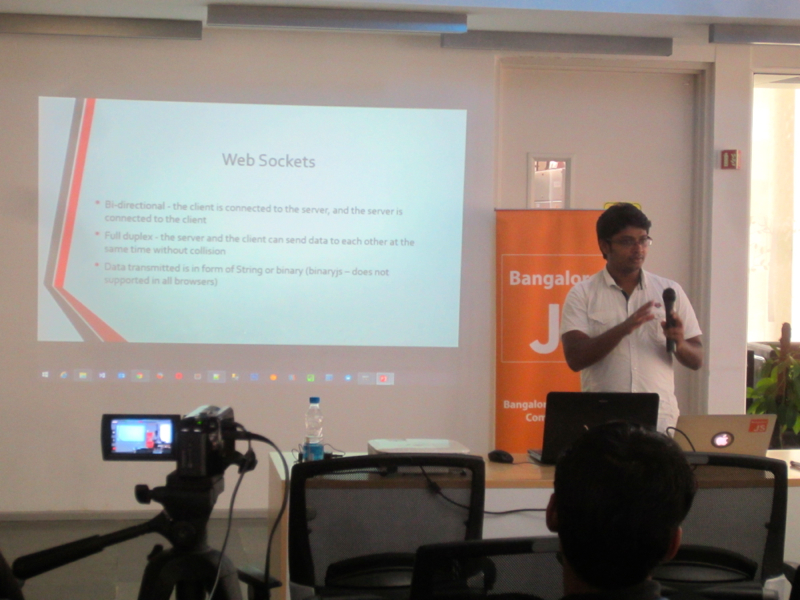 Web Sockets
Bi-directional - the client is connected to the server, and the server is
connected to the client
Full duplex - the server and the client can send data to each other at the
same time without collision
Data transmitted is in form of String or binary (binaryjs – does not
supported in all browsers)
Bangalor
J
Bangalor
Com
JS